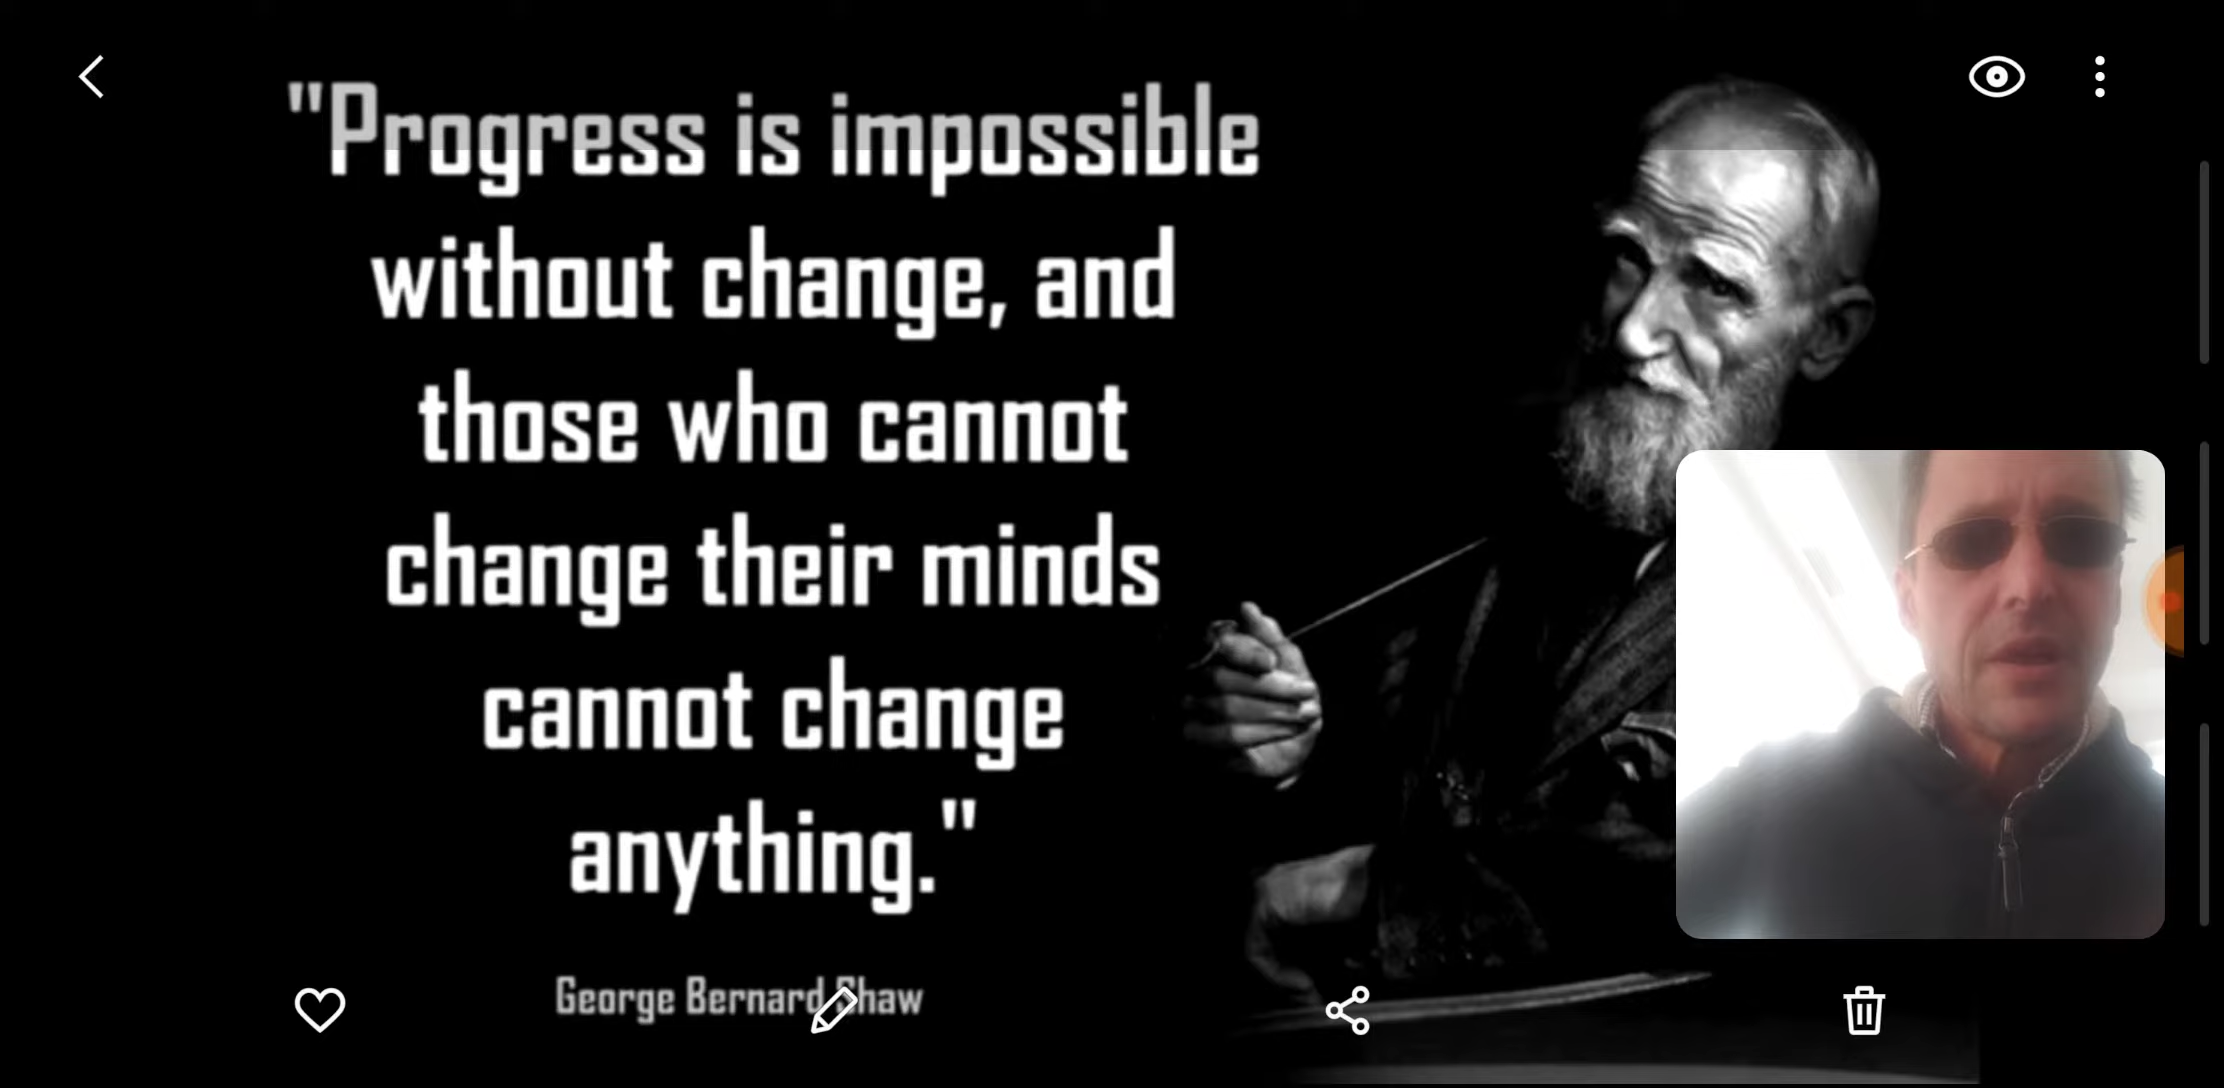 "Progress is impossible
without change, and
those who cannot
change their minds
cannot change
anything."
George Bernard Shaw